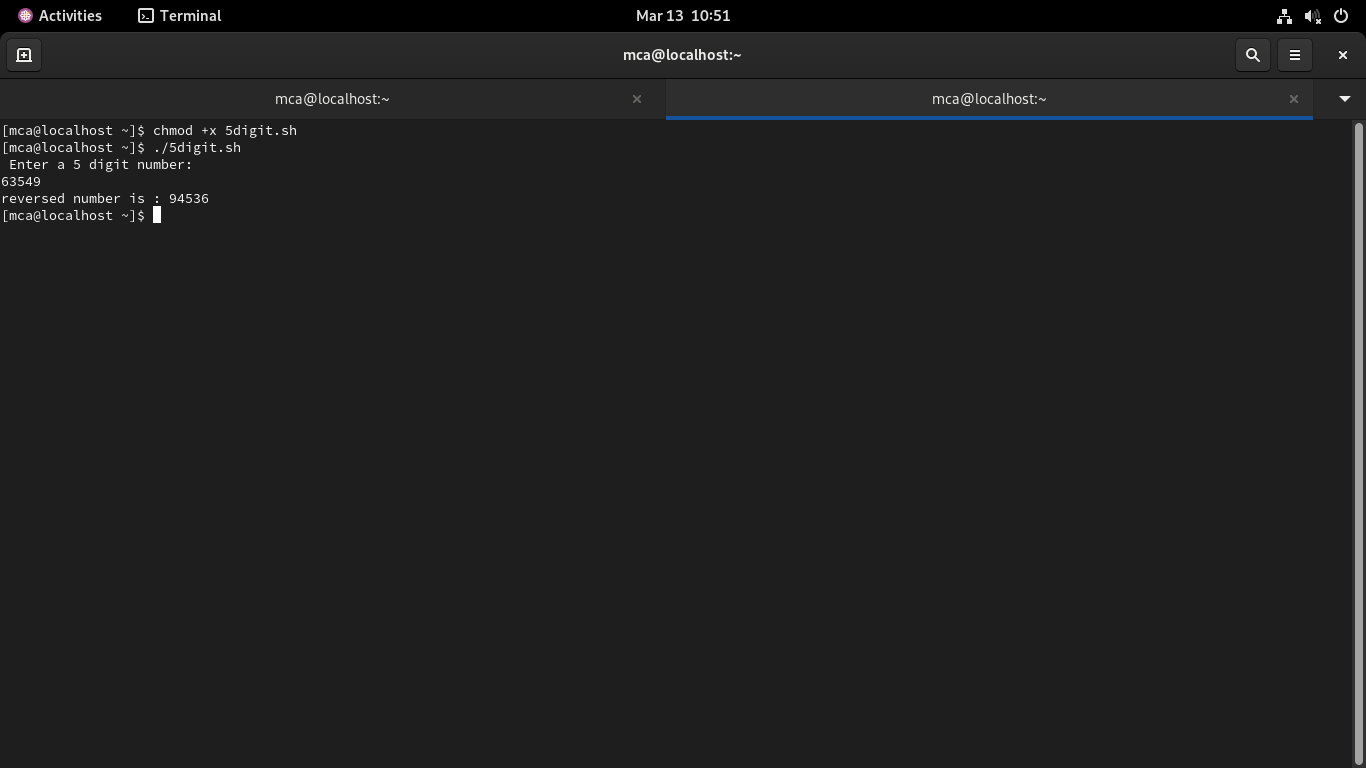 Activities Terminal Mar 13 10:51
mca@localhost:~
mca@localhost:~ mca@localhost:~
[mca@localhost ~]$ chmod +x 5digit.sh
[mca@localhost ~]$ ./5digit.sh
 Enter a 5 digit number:
63549
reversed number is : 94536
[mca@localhost ~]$